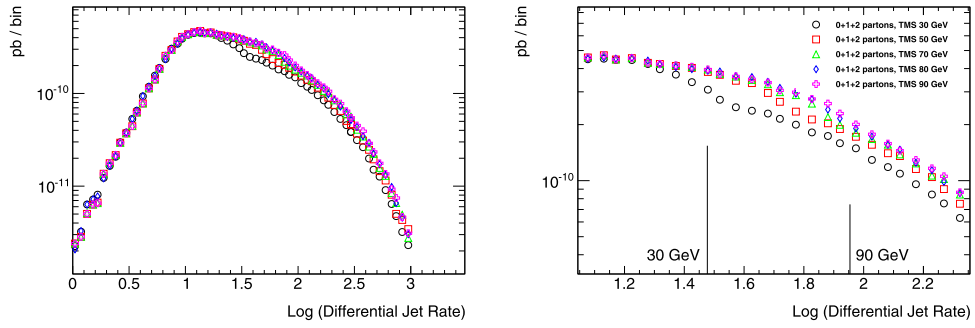 pb / bin
10⁻¹⁰
10⁻¹¹
0 0.5 1 1.5 2 2.5 3
Log (Differential Jet Rate)
pb / bin
0+1+2 partons, TMS 30 GeV
0+1+2 partons, TMS 50 GeV
0+1+2 partons, TMS 70 GeV
0+1+2 partons, TMS 80 GeV
0+1+2 partons, TMS 90 GeV
10⁻¹⁰
30 GeV
90 GeV
1.2 1.4 1.6 1.8 2 2.2
Log (Differential Jet Rate)